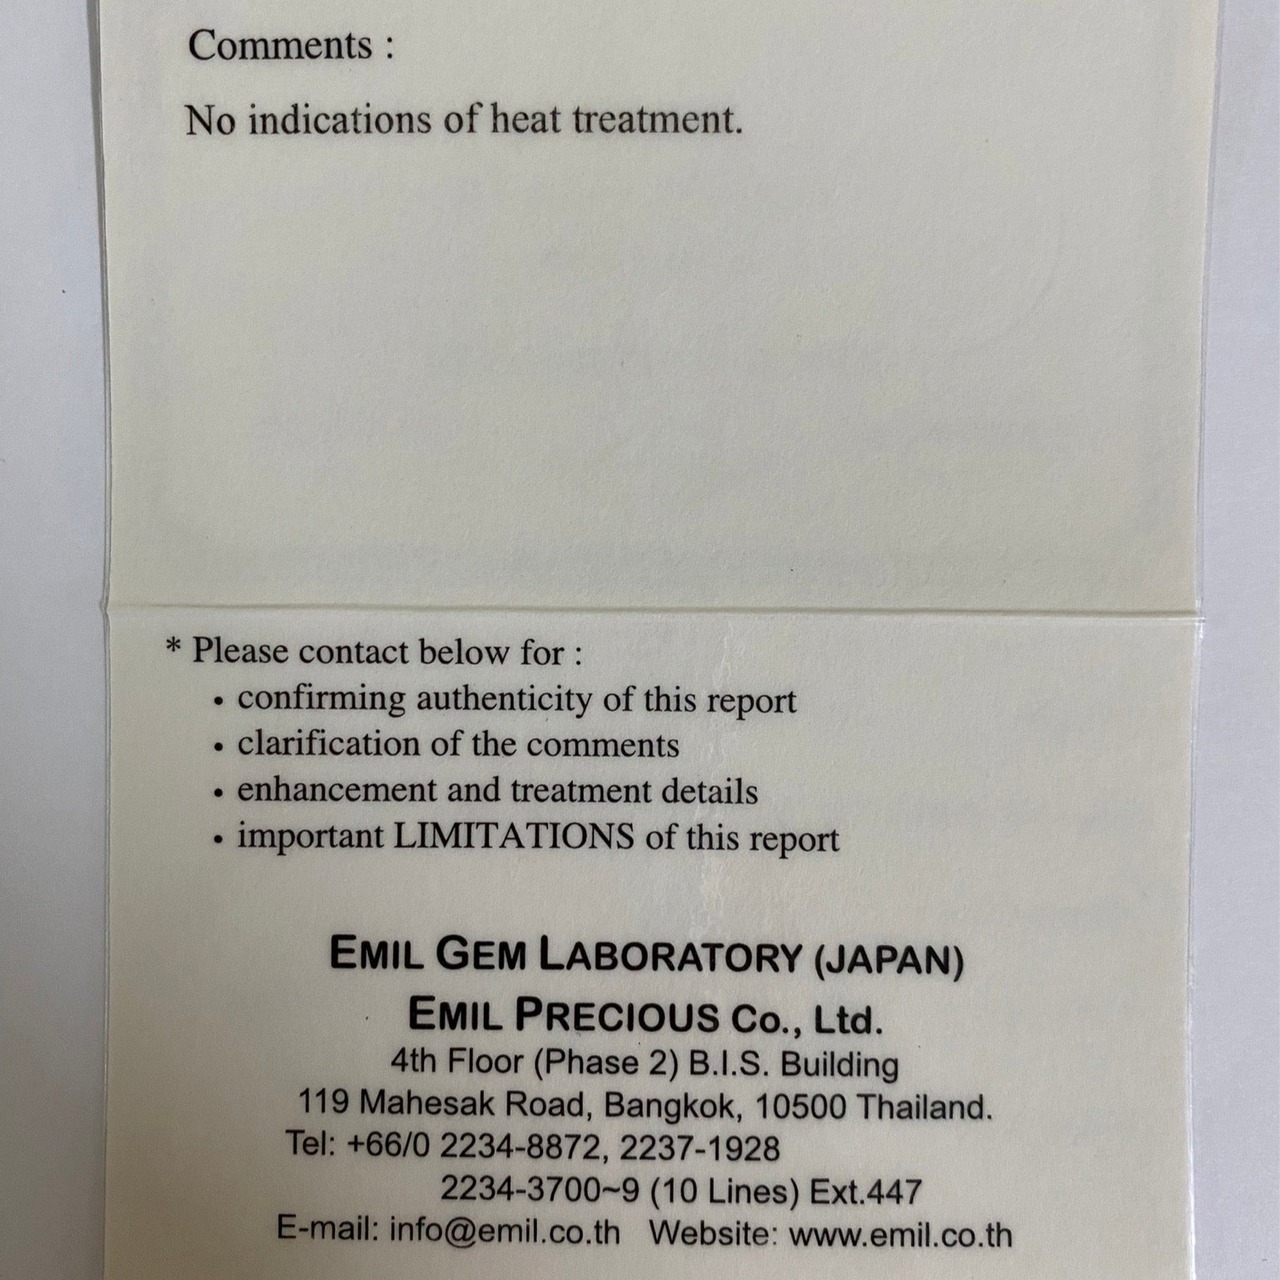 Comments :
No indications of heat treatment.
* Please contact below for :
• confirming authenticity of this report
• clarification of the comments
• enhancement and treatment details
• important LIMITATIONS of this report
EMIL GEM LABORATORY (JAPAN)
EMIL PRECIOUS Co., Ltd.
4th Floor (Phase 2) B.I.S. Building
119 Mahesak Road, Bangkok, 10500 Thailand.
Tel: +66/0 2234-8872, 2237-1928
2234-3700~9 (10 Lines) Ext.447
E-mail: info@emil.co.th Website: www.emil.co.th